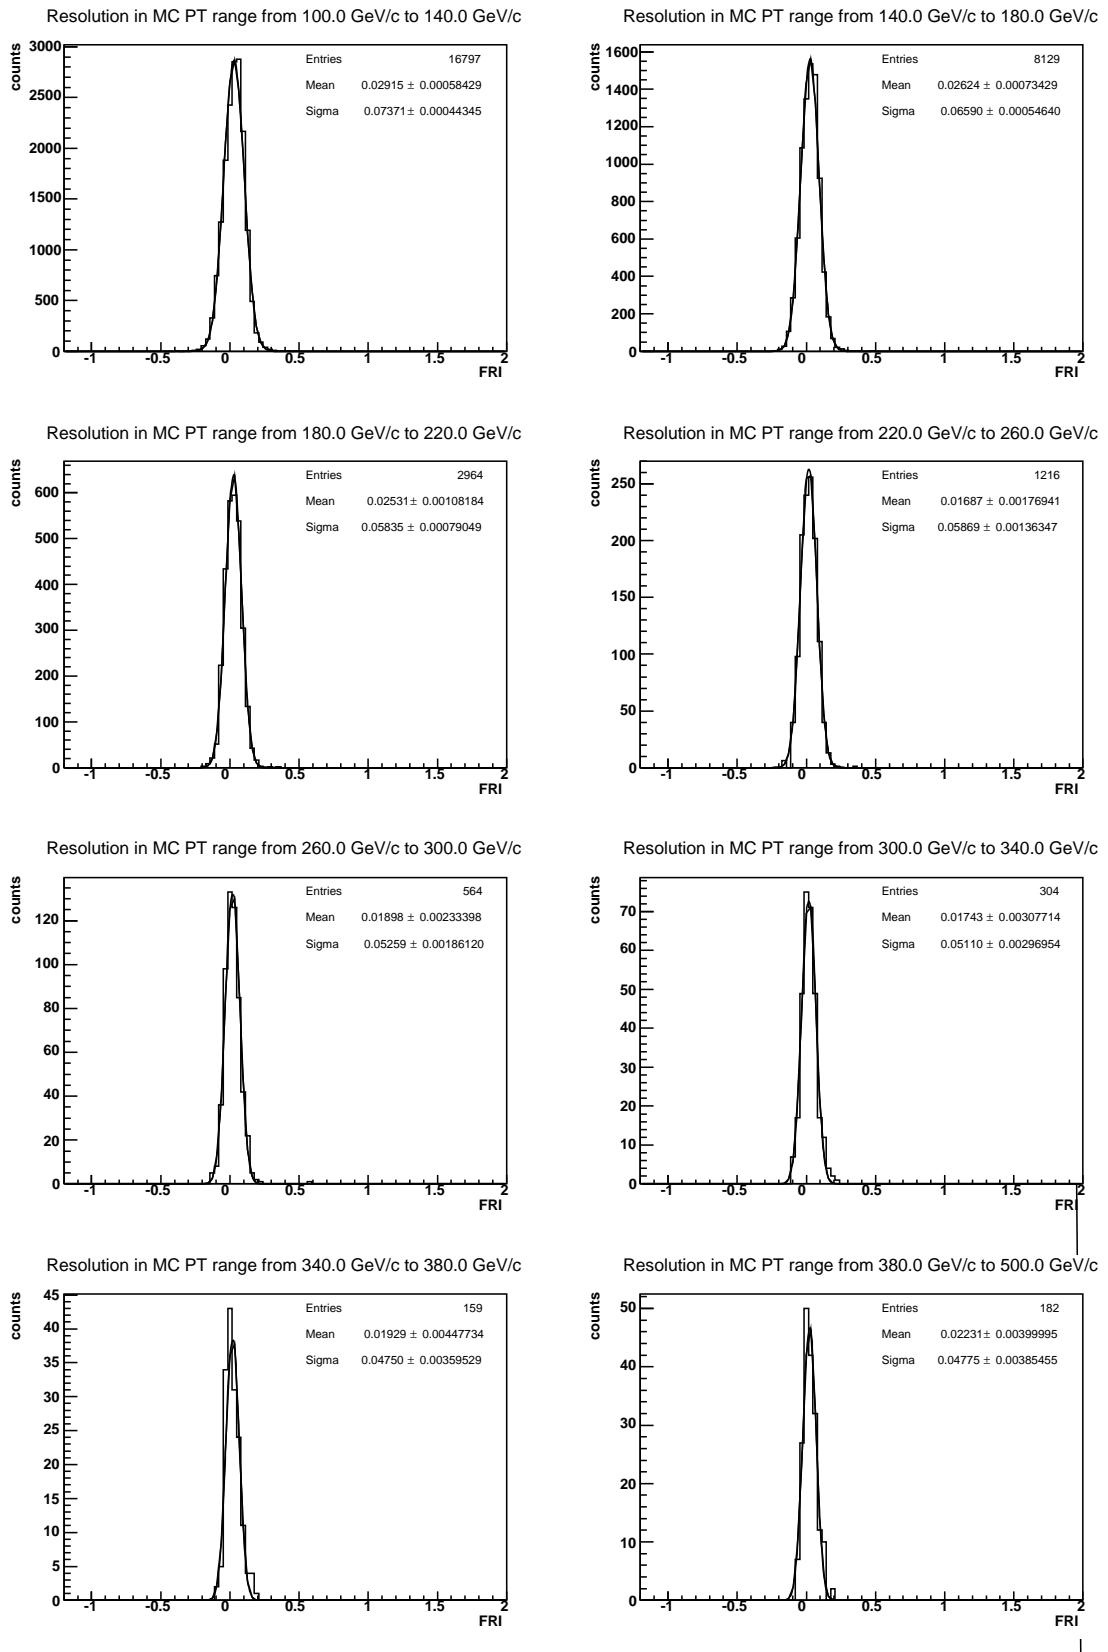 Resolution in MC PT range from 100.0 GeV/c to 140.0 GeV/c
counts
Entries 16797
Mean 0.02915 ± 0.00058429
Sigma 0.07371 ± 0.00044345
3000
2500
2000
1500
1000
500
0
-1 -0.5 0 0.5 1 1.5 2
FRI
Resolution in MC PT range from 140.0 GeV/c to 180.0 GeV/c
counts
Entries 8129
Mean 0.02624 ± 0.00073429
Sigma 0.06590 ± 0.00054640
1600
1400
1200
1000
800
600
400
200
0
-1 -0.5 0 0.5 1 1.5 2
FRI
Resolution in MC PT range from 180.0 GeV/c to 220.0 GeV/c
counts
Entries 2964
Mean 0.02531 ± 0.00108184
Sigma 0.05835 ± 0.00079049
600
500
400
300
200
100
0
-1 -0.5 0 0.5 1 1.5 2
FRI
Resolution in MC PT range from 220.0 GeV/c to 260.0 GeV/c
counts
Entries 1216
Mean 0.01687 ± 0.00176941
Sigma 0.05869 ± 0.00136347
250
200
150
100
50
0
-1 -0.5 0 0.5 1 1.5 2
FRI
Resolution in MC PT range from 260.0 GeV/c to 300.0 GeV/c
counts
Entries 564
Mean 0.01898 ± 0.00233398
Sigma 0.05259 ± 0.00186120
120
100
80
60
40
20
0
-1 -0.5 0 0.5 1 1.5 2
FRI
Resolution in MC PT range from 300.0 GeV/c to 340.0 GeV/c
counts
Entries 304
Mean 0.01743 ± 0.00307714
Sigma 0.05110 ± 0.00296954
70
60
50
40
30
20
10
0
-1 -0.5 0 0.5 1 1.5 2
FRI
Resolution in MC PT range from 340.0 GeV/c to 380.0 GeV/c
counts
Entries 159
Mean 0.01929 ± 0.00447734
Sigma 0.04750 ± 0.00359529
45
40
35
30
25
20
15
10
5
0
-1 -0.5 0 0.5 1 1.5 2
FRI
Resolution in MC PT range from 380.0 GeV/c to 500.0 GeV/c
counts
Entries 182
Mean 0.02231 ± 0.00399995
Sigma 0.04775 ± 0.00385455
50
40
30
20
10
0
-1 -0.5 0 0.5 1 1.5 2
FRI